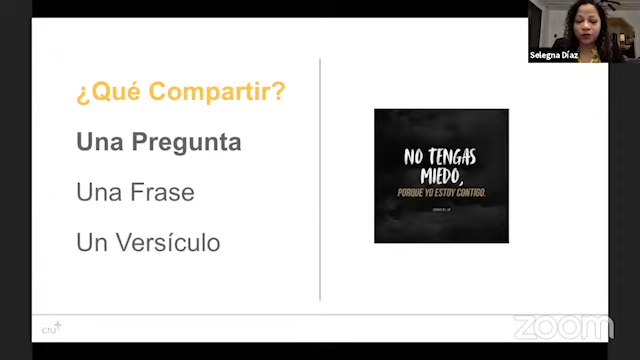 Selegna Díaz
¿Qué Compartir?
Una Pregunta
Una Frase
Un Versículo
NO TENGAS
MIEDO,
PORQUE YO ESTOY CONTIGO.
cru
zoom